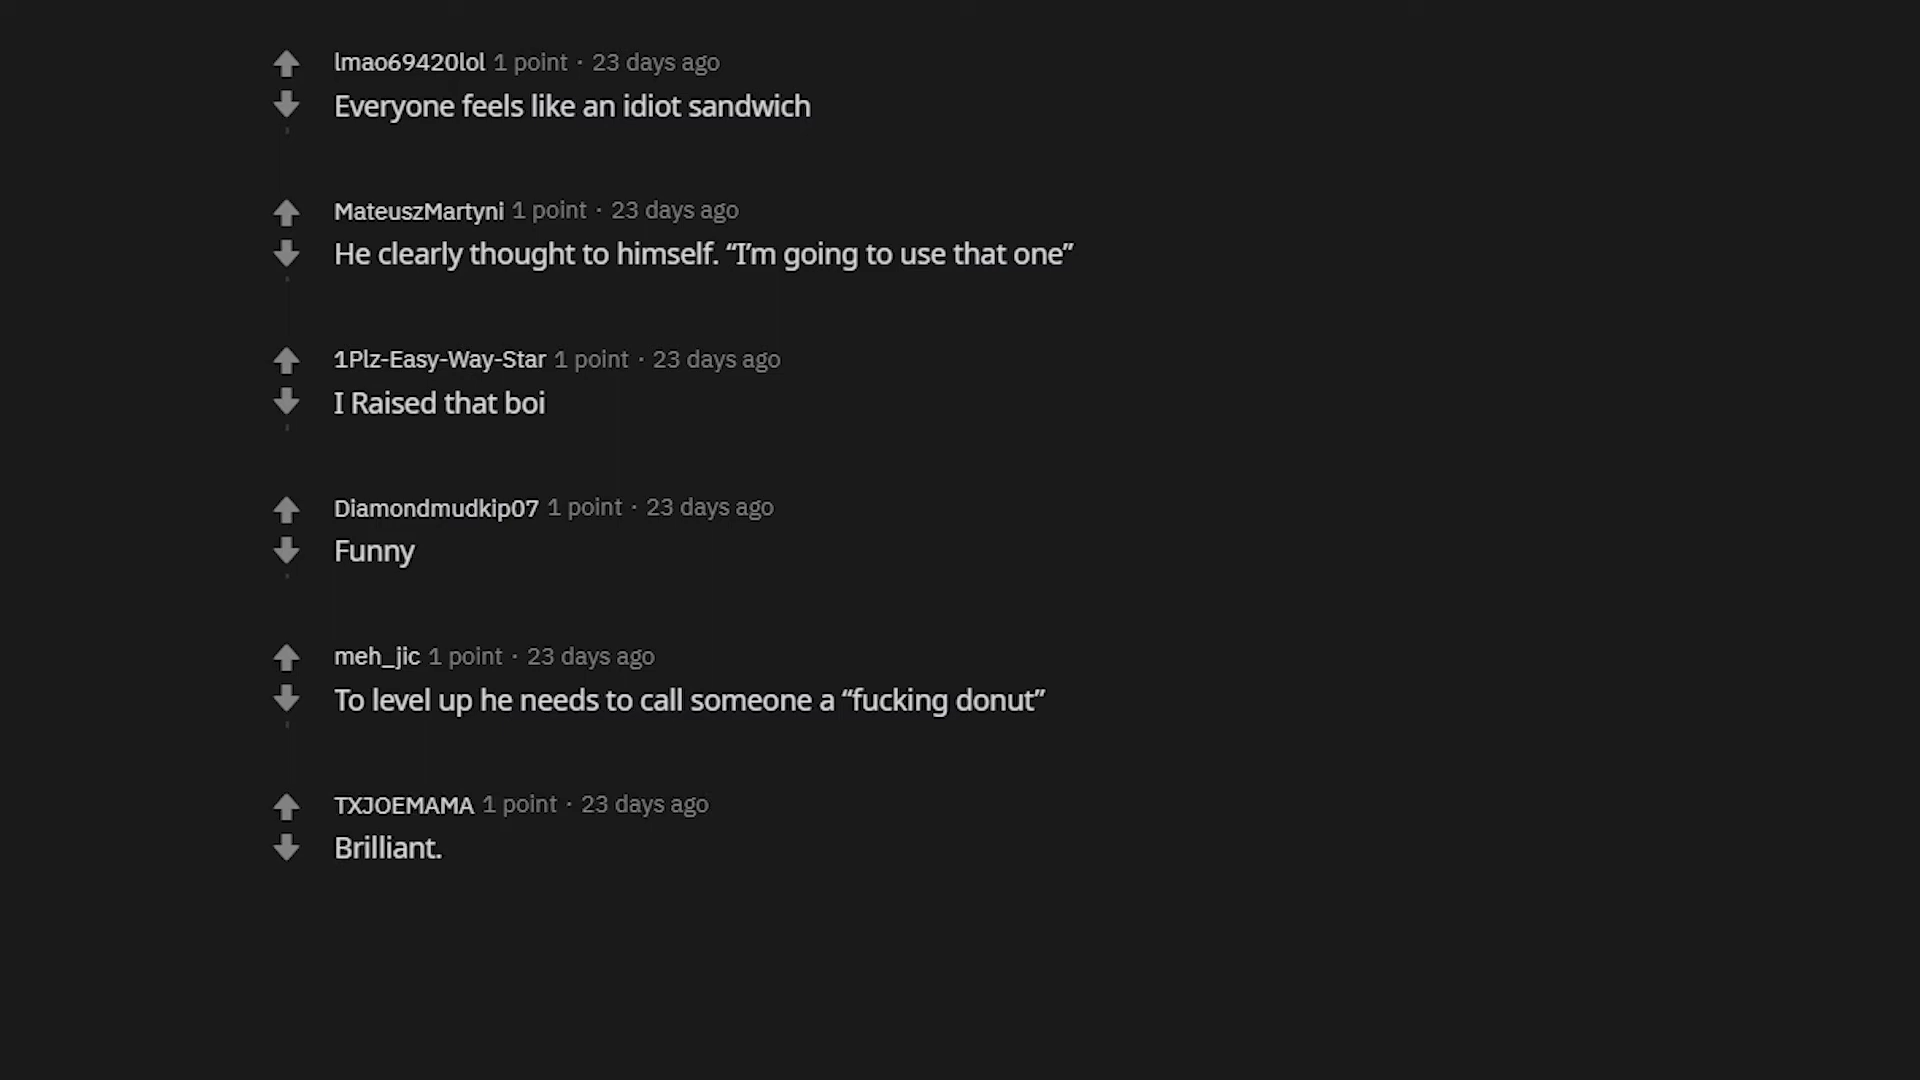 lmao69420lol 1 point · 23 days ago
Everyone feels like an idiot sandwich
MateuszMartyni 1 point · 23 days ago
He clearly thought to himself. “I’m going to use that one”
1Plz-Easy-Way-Star 1 point · 23 days ago
I Raised that boi
Diamondmudkip07 1 point · 23 days ago
Funny
meh_jic 1 point · 23 days ago
To level up he needs to call someone a “fucking donut”
TXJOEMAMA 1 point · 23 days ago
Brilliant.